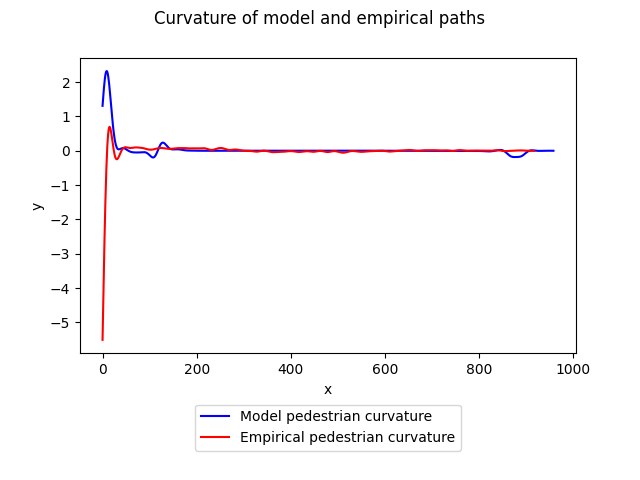 Curvature of model and empirical paths
2
1
0
−1
−2
−3
−4
−5
y
0 200 400 600 800 1000
x
Model pedestrian curvature
Empirical pedestrian curvature